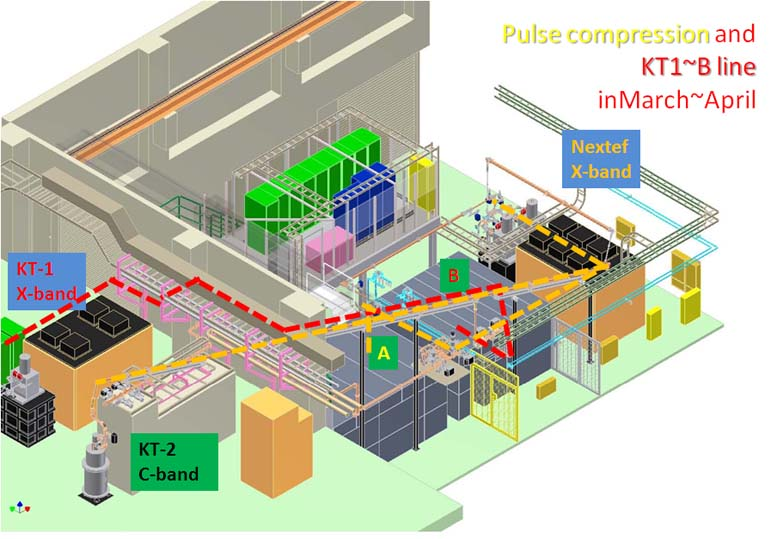 Pulse compression and
KT1~B line
inMarch~April
Nextef
X-band
KT-1
X-band
B
A
KT-2
C-band